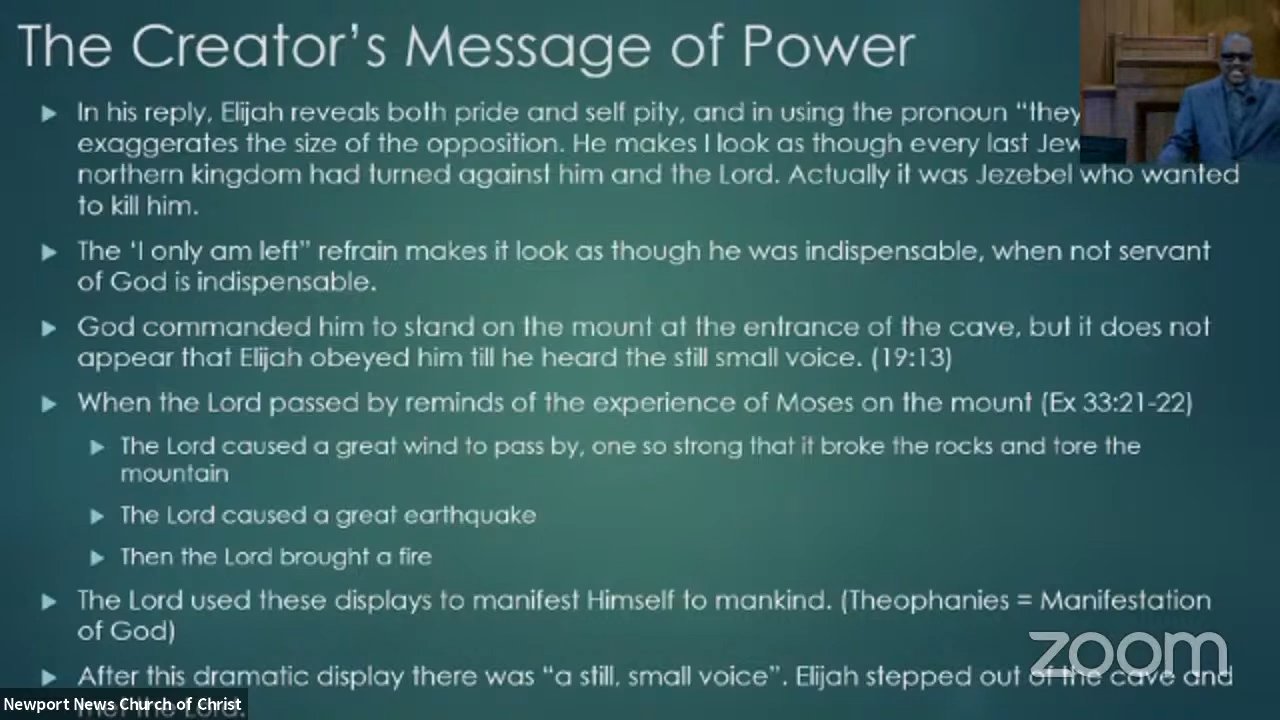 The Creator's Message of Power
In his reply, Elijah reveals both pride and self pity, and in using the pronoun "they
exaggerates the size of the opposition. He makes I look as though every last Jew
northern kingdom had turned against him and the Lord. Actually it was Jezebel who wanted
to kill him.
The 'I only am left" refrain makes it look as though he was indispensable, when not servant
of God is indispensable.
God commanded him to stand on the mount at the entrance of the cave, but it does not
appear that Elijah obeyed him till he heard the still small voice. (19:13)
When the Lord passed by reminds of the experience of Moses on the mount (Ex 33:21-22)
The Lord caused a great wind to pass by, one so strong that it broke the rocks and tore the
mountain
The Lord caused a great earthquake
Then the Lord brought a fire
The Lord used these displays to manifest Himself to mankind. (Theophanies = Manifestation
of God)
After this dramatic display there was "a still, small voice". Elijah stepped out of the cave and
zoom
Newport News Church of Christ